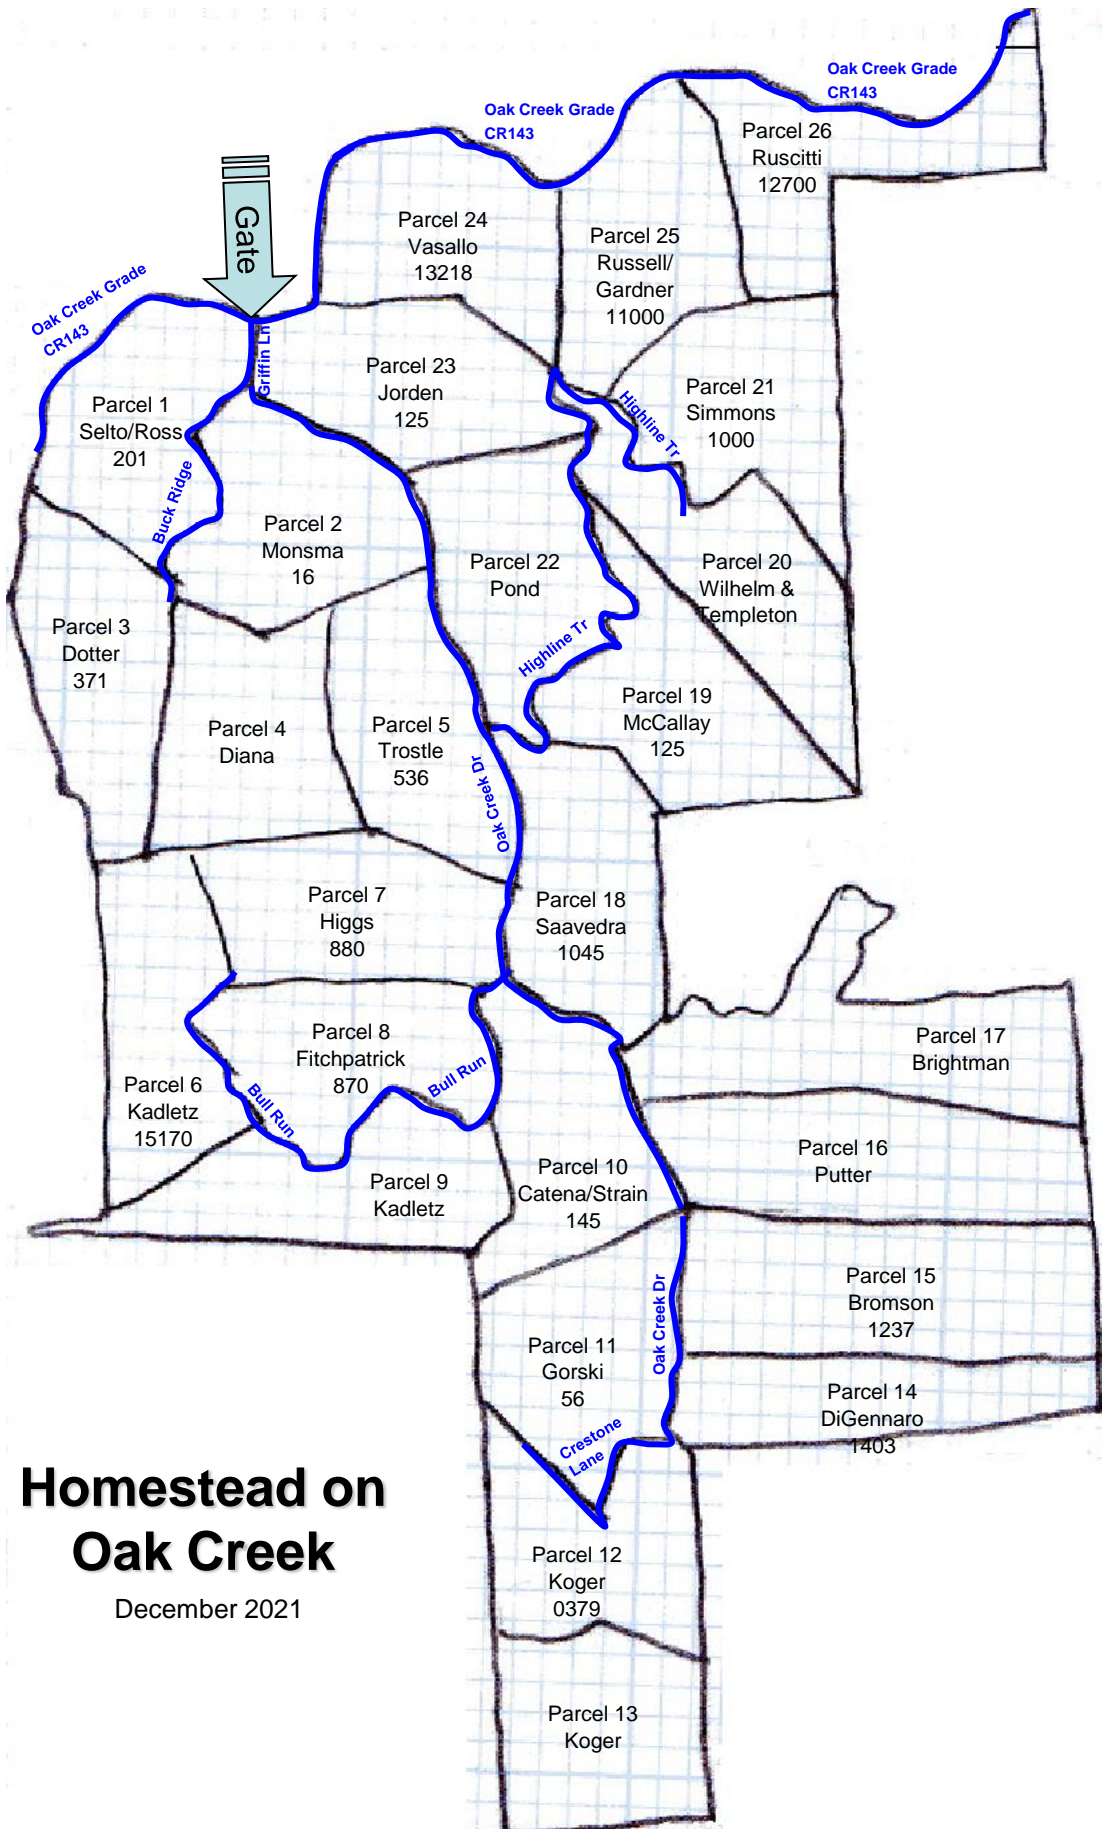 Oak Creek Grade
CR143
Oak Creek Grade
CR143
Parcel 26
Ruscitti
12700
Gate
Parcel 24
Vasallo
13218
Parcel 25
Russell/
Gardner
11000
Oak Creek Grade
CR143
Griffin Ln
Parcel 23
Jorden
125
Parcel 21
Simmons
1000
Highline Tr
Parcel 1
Selto/Ross
201
Buck Ridge
Parcel 2
Monsma
16
Parcel 22
Pond
Parcel 20
Wilhelm &
Templeton
Parcel 3
Dotter
371
Highline Tr
Parcel 4
Diana
Parcel 5
Trostle
536
Parcel 19
McCallay
125
Oak Creek Dr
Parcel 7
Higgs
880
Parcel 18
Saavedra
1045
Parcel 8
Fitchpatrick
870
Bull Run
Bull Run
Parcel 17
Brightman
Parcel 6
Kadletz
15170
Parcel 16
Putter
Parcel 9
Kadletz
Parcel 10
Catena/Strain
145
Parcel 15
Bromson
1237
Oak Creek Dr
Parcel 11
Gorski
56
Parcel 14
DiGennaro
1403
Crestone
Lane
Homestead on
Oak Creek
December 2021
Parcel 12
Koger
0379
Parcel 13
Koger